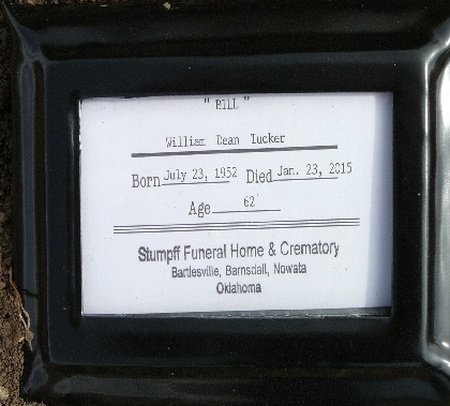 " BILL"
William Dean Tucker
Born July 23, 1952 Died Jan. 23, 2015
Age 62
Stumpff Funeral Home & Crematory
Bartlesville, Barnsdall, Nowata
Oklahoma